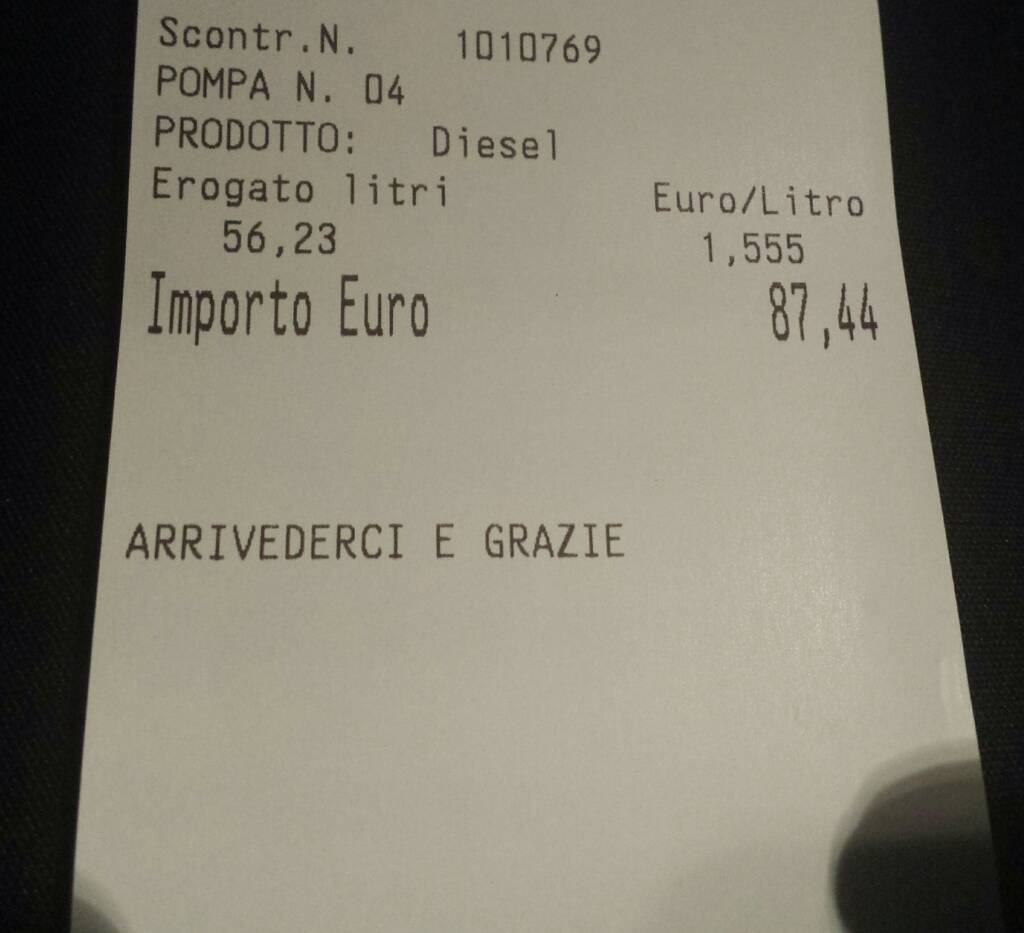 Scontr.N. 1010769
POMPA N. 04
PRODOTTO: Diesel
Erogato litri Euro/Litro
56,23 1,555
Importo Euro 87,44
ARRIVEDERCI E GRAZIE